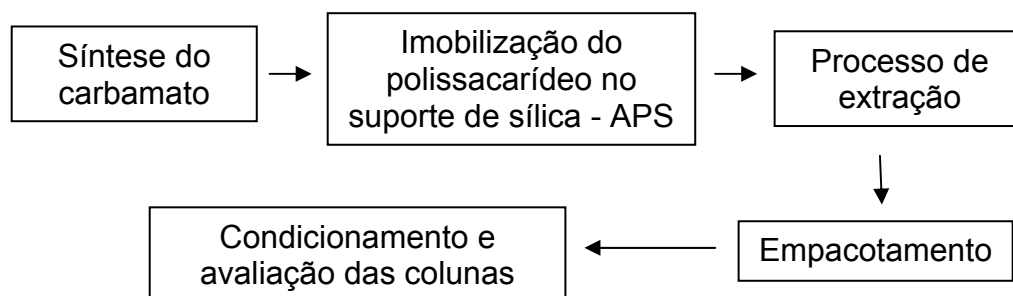 Síntese do
carbamato
Imobilização do
polissacarídeo no
suporte de sílica - APS
Processo de
extração
Empacotamento
Condicionamento e
avaliação das colunas